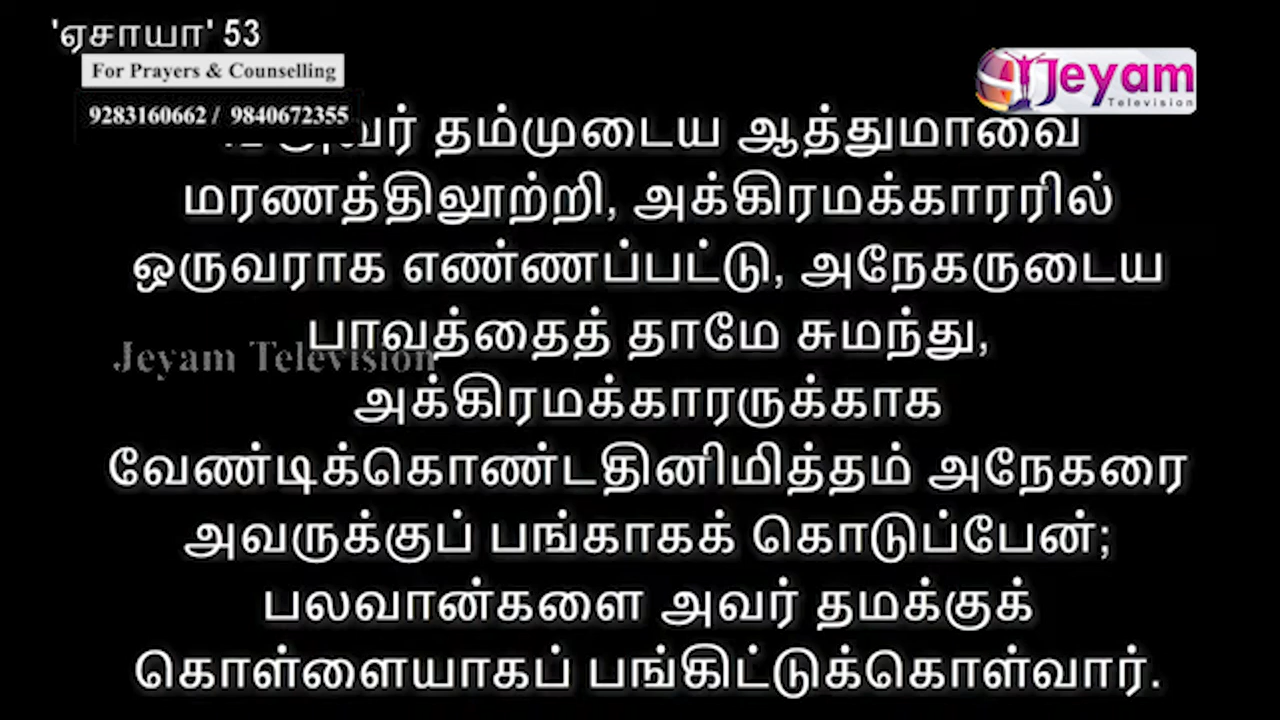 'ஏசாயா' 53
For Prayers & Counselling
9283160662 / 9840672355
Jeyam
Television
தம்முடைய ஆத்துமாவை
மரணத்திலூற்றி, அக்கிரமக்காரரில்
ஒருவராக எண்ணப்பட்டு, அநேகருடைய
பாவத்தைத் தாமே சுமந்து,
Jeyam Television
அக்கிரமக்காரருக்காக
வேண்டிக்கொண்டதினிமித்தம் அநேகரை
அவருக்குப் பங்காகக் கொடுப்பேன்;
பலவான்களை அவர் தமக்குக்
கொள்ளையாகப் பங்கிட்டுக்கொள்வார்.